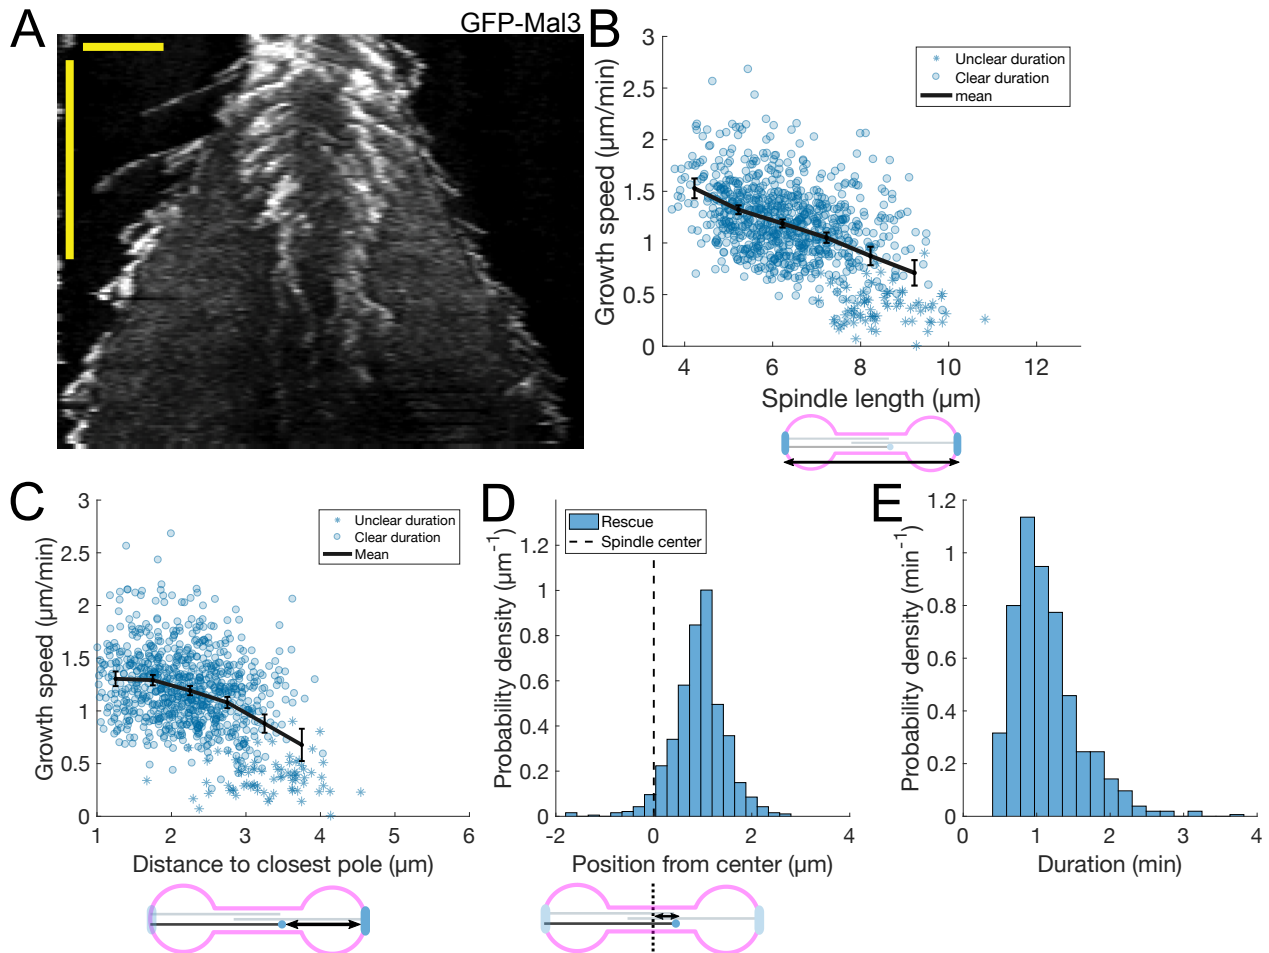 A
GFP-Mal3
B
3
2.5
2
1.5
1
0.5
0
Growth speed (μm/min)
Unclear duration
Clear duration
mean
4
6
8
10
12
Spindle length (μm)
C
3
2.5
2
1.5
1
0.5
0
Growth speed (μm/min)
Unclear duration
Clear duration
Mean
1
2
3
4
5
6
Distance to closest pole (μm)
D
Rescue
Spindle center
1.2
1
0.8
0.6
0.4
0.2
0
Probability density (μm⁻¹)
-2
0
2
4
Position from center (μm)
E
1.2
1
0.8
0.6
0.4
0.2
0
Probability density (min⁻¹)
0
1
2
3
4
Duration (min)